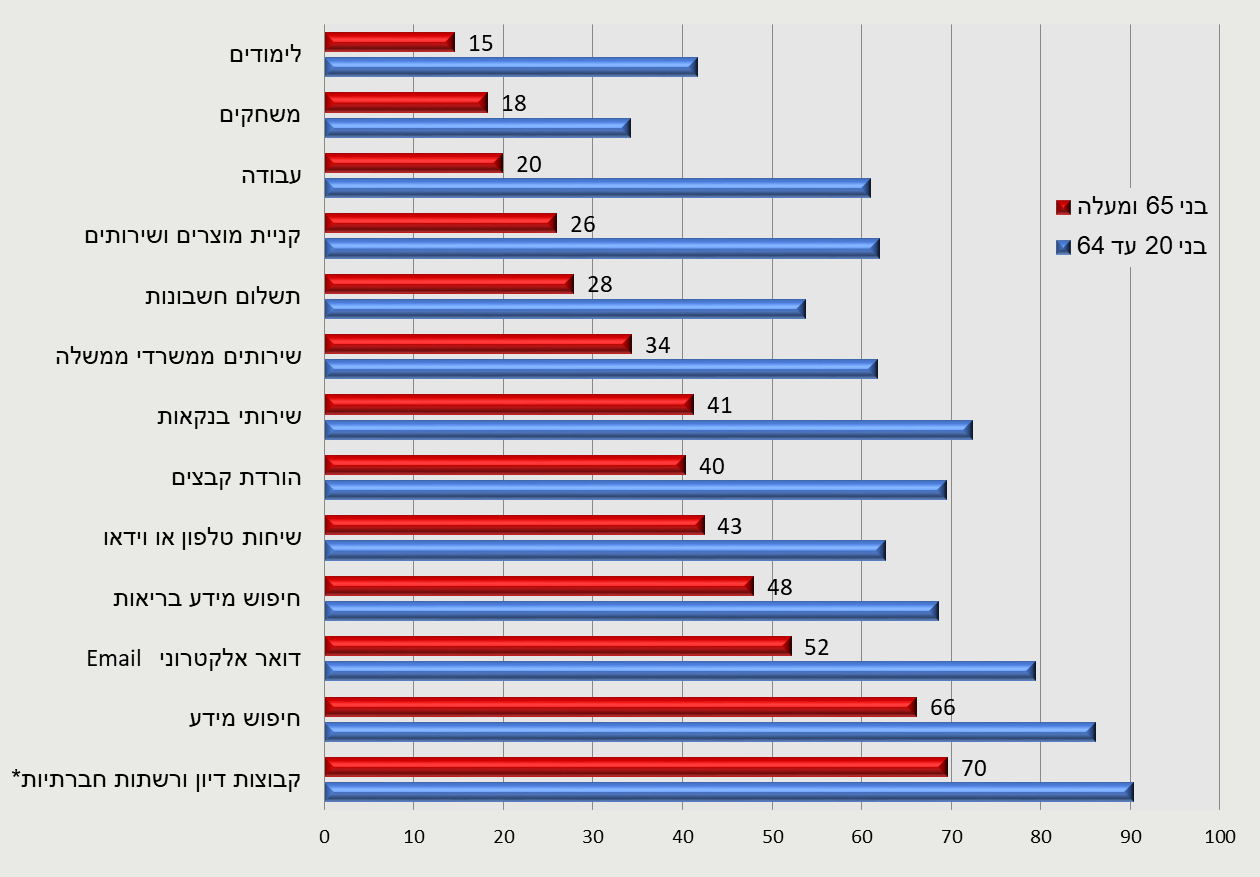 לימודים
15
משחקים
18
עבודה
20
קניית מוצרים ושירותים
26
תשלום חשבונות
28
שירותים ממשרדי ממשלה
34
שירותי בנקאות
41
הורדת קבצים
40
שיחות טלפון או וידאו
43
חיפוש מידע בריאות
48
דואר אלקטרוני Email
52
חיפוש מידע
66
קבוצות דיון ורשתות חברתיות*
70
בני 65 ומעלה
בני 20 עד 64
0 10 20 30 40 50 60 70 80 90 100